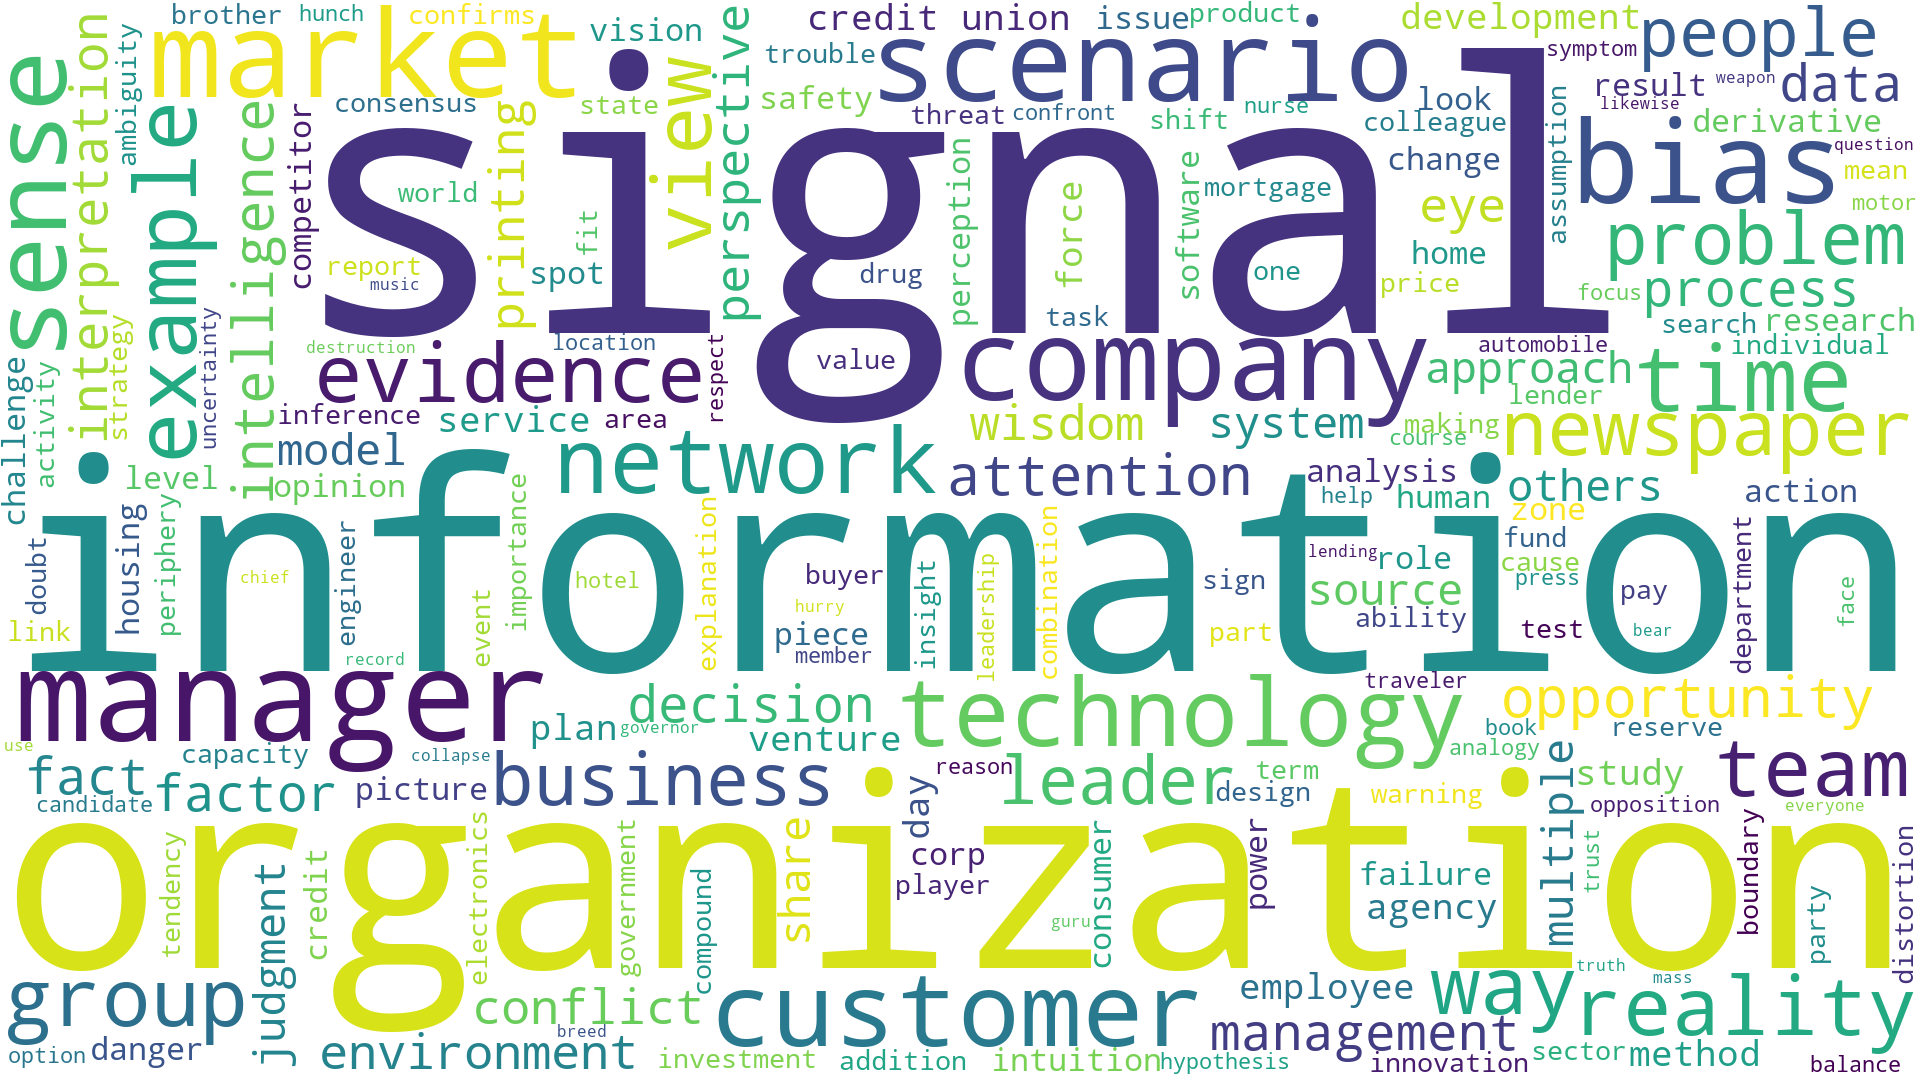 brother
hunch
confirms
vision
credit union
issue
product
development
people
market
scenario
trouble
symptom
sense
interpretation
ambiguity
example
intelligence
competitor
consensus
printing
state
view
perspective
safety
threat
confront
shift
nurse
look
colleague
change
assumption
result
weapon
likewise
data
derivative
question
bias
mean
motor
signal
world
fit
report
music
spot
drug
perception
force
task
software
mortgage
one
eye
home
price
problem
focus
process
search
research
individual
automobile
destruction
location
respect
evidence
value
company
approach
time
lender
challenge
activity
strategy
uncertainty
inference
service
area
wisdom
system
making
course
newspaper
model
opinion
level
network
attention
analysis
help
human
others
action
zone
information
doubt
housing
periphery
chief
engineer
event
importance
hotel
explanation
buyer
hurry
piece
member
insight
leadership
combination
sign
part
lending
role
source
ability
fund
cause
press
test
pay
bear
department
face
link
record
manager
decision
technology
traveler
opportunity
use
capacity
collapse
plan
governor
venture
book
analogy
reserve
fact
candidate
factor
picture
business
reason
day
leader
term
design
warning
multiple
study
opposition
team
everyone
organization
tendency
judgment
credit
electronics
government
compound
share
corp
player
guru
consumer
power
failure
agency
trust
boundary
party
distortion
group
conflict
customer
employee
way
truth
mass
reality
option
danger
environment
breed
investment
addition
intuition
hypothesis
management
innovation
sector
method
balance